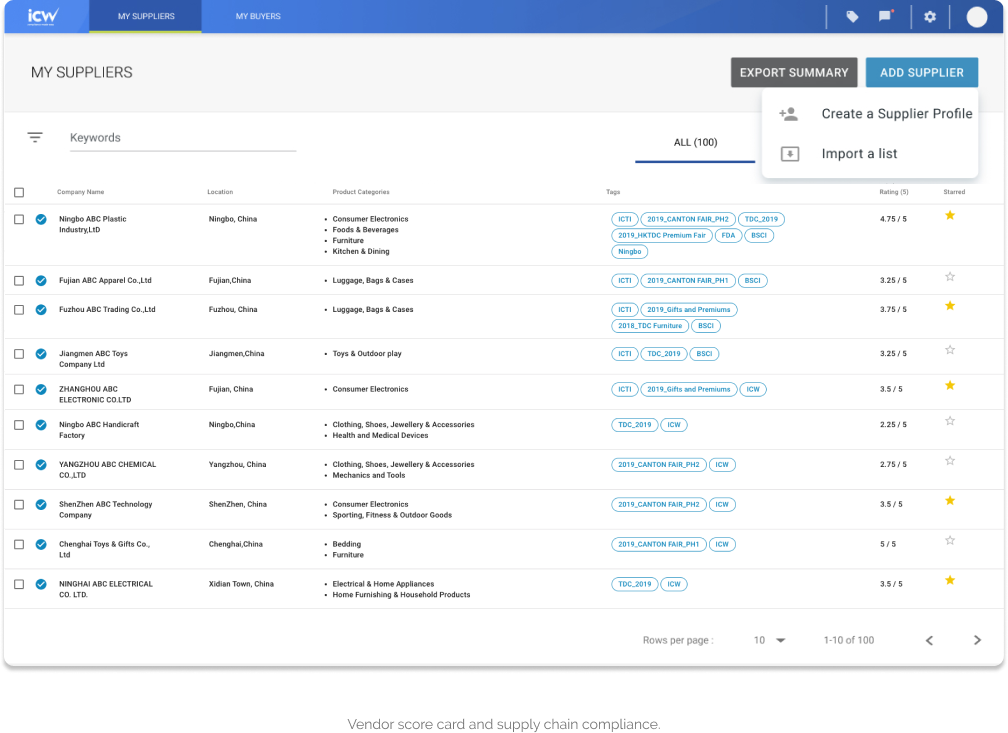 icw
MY SUPPLIERS
MY BUYERS
MY SUPPLIERS
EXPORT SUMMARY
ADD SUPPLIER
Create a Supplier Profile
Import a list
Keywords
ALL (100)
Company Name Location Product Categories Tags Rating (5) Starred
Ningbo ABC Plastic
Industry,LtD
Ningbo, China
• Consumer Electronics
• Foods & Beverages
• Furniture
• Kitchen & Dining
ICTI 2019_CANTON FAIR_PH2 TDC_2019
2019_HKTDC Premium Fair FDA BSCI
Ningbo
4.75 / 5
Fujian ABC Apparel Co.,Ltd
Fujian,China
• Luggage, Bags & Cases
ICTI 2019_CANTON FAIR_PH1 BSCI
3.25 / 5
Fuzhou ABC Trading Co.,Ltd
Fuzhou, China
• Luggage, Bags & Cases
ICTI 2019_Gifts and Premiums
2018_TDC Furniture BSCI
3.75 / 5
Jiangmen ABC Toys
Company Ltd
Jiangmen,China
• Toys & Outdoor play
ICTI TDC_2019 BSCI
3.25 / 5
ZHANGHOU ABC
ELECTRONIC CO.LTD
Fujian, China
• Consumer Electronics
ICTI 2019_Gifts and Premiums ICW
3.5 / 5
Ningbo ABC Handicraft
Factory
Ningbo,China
• Clothing, Shoes, Jewellery & Accessories
• Health and Medical Devices
TDC_2019 ICW
2.25 / 5
YANGZHOU ABC CHEMICAL
CO.,LTD
Yangzhou, China
• Clothing, Shoes, Jewellery & Accessories
• Mechanics and Tools
2019_CANTON FAIR_PH2 ICW
2.75 / 5
ShenZhen ABC Technology
Company
ShenZhen, China
• Consumer Electronics
• Sporting, Fitness & Outdoor Goods
2019_CANTON FAIR_PH2 ICW
3.5 / 5
Chenghai Toys & Gifts Co.,
Ltd
Chenghai,China
• Bedding
• Furniture
2019_CANTON FAIR_PH1 ICW
5 / 5
NINGHAI ABC ELECTRICAL
CO. LTD.
Xidian Town, China
• Electrical & Home Appliances
• Home Furnishing & Household Products
TDC_2019 ICW
3.5 / 5
Rows per page : 10 1-10 of 100
Vendor score card and supply chain compliance.